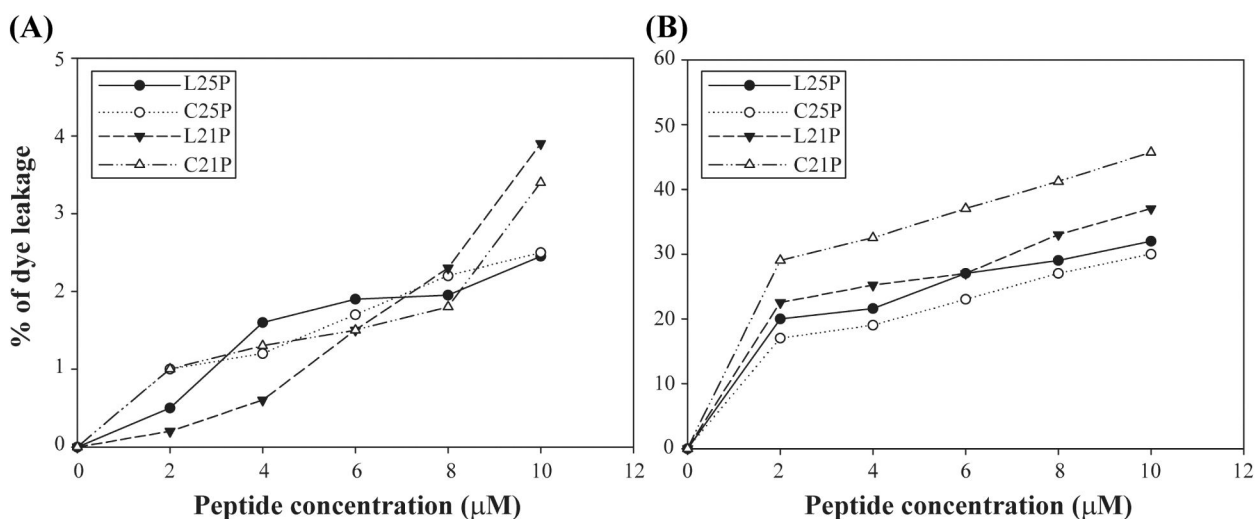 (A)
(B)
5
4
3
2
1
0
% of dye leakage
L25P
C25P
L21P
C21P
0 2 4 6 8 10 12
Peptide concentration (μM)
60
50
40
30
20
10
0
L25P
C25P
L21P
C21P
0 2 4 6 8 10 12
Peptide concentration (μM)